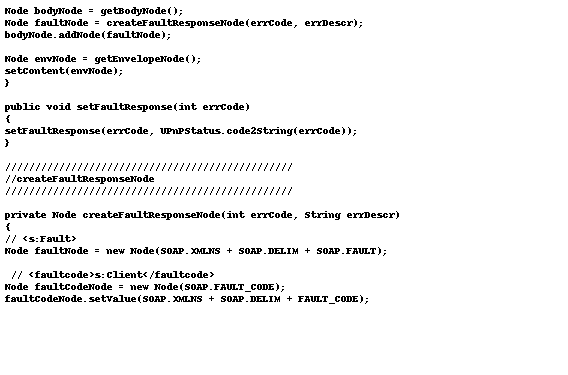 Node bodyNode = getBodyNode();
Node faultNode = createFaultResponseNode(errCode, errDescr);
bodyNode.addNode(faultNode);
Node envNode = getEnvelopeNode();
setContent(envNode);
}
public void setFaultResponse(int errCode)
{
setFaultResponse(errCode, UPnPStatus.code2String(errCode));
}
////////////////////////////////////////////////
//createFaultResponseNode
////////////////////////////////////////////////
private Node createFaultResponseNode(int errCode, String errDescr)
{
// <s:Fault>
Node faultNode = new Node(SOAP.XMLNS + SOAP.DELIM + SOAP.FAULT);
// <faultcode>s:Client</faultcode>
Node faultCodeNode = new Node(SOAP.FAULT_CODE);
faultCodeNode.setValue(SOAP.XMLNS + SOAP.DELIM + FAULT_CODE);